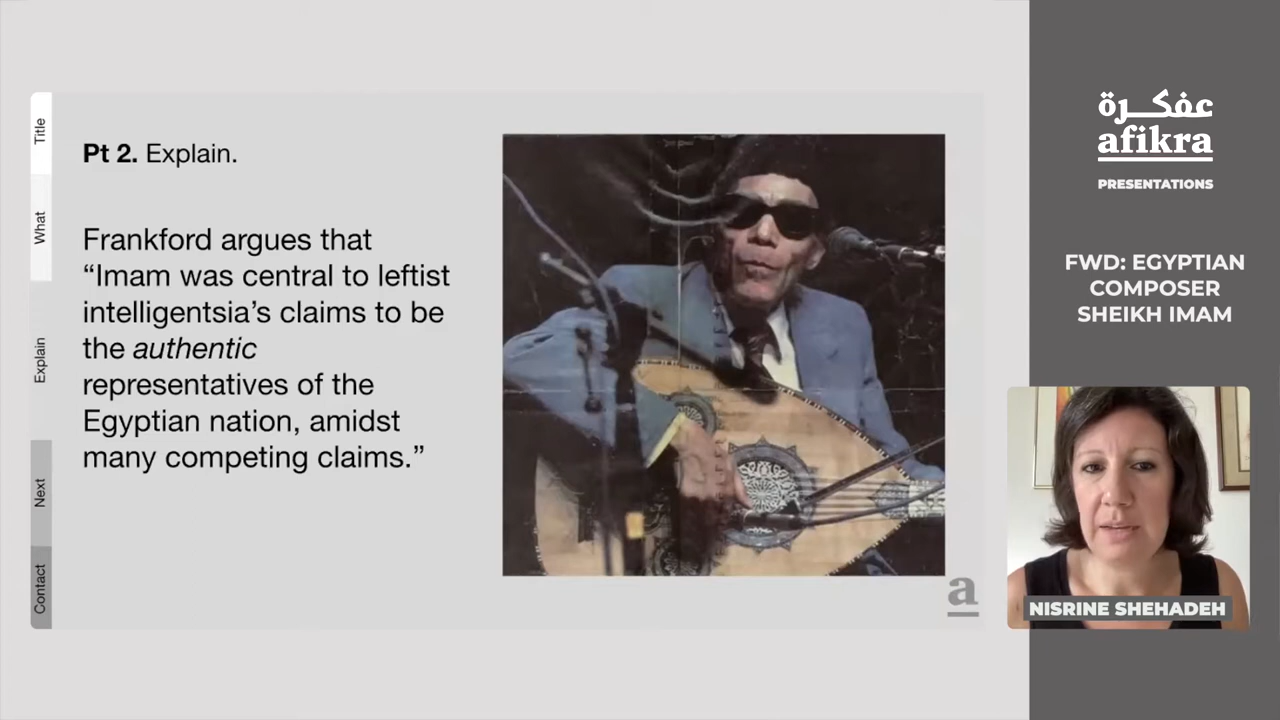 Title
What
Explain
Next
Contact
Pt 2. Explain.
Frankford argues that
“Imam was central to leftist
intelligentsia’s claims to be
the authentic
representatives of the
Egyptian nation, amidst
many competing claims.”
a
عفكرة
afikra
PRESENTATIONS
FWD: EGYPTIAN
COMPOSER
SHEIKH IMAM
NISRINE SHEHADEH